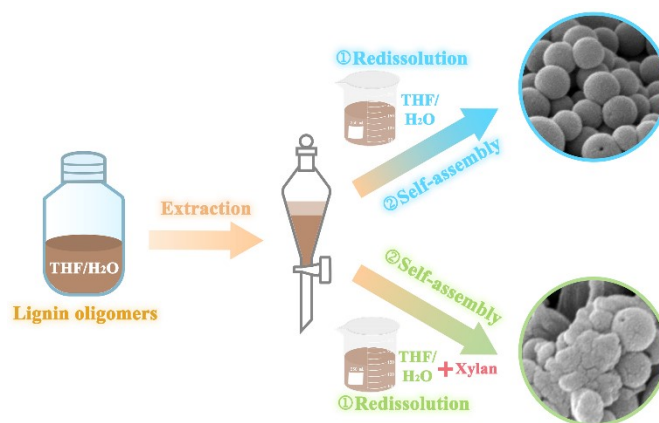 ①Redissolution
THF/
H₂O
②Self-assembly
Extraction
THF/H₂O
Lignin oligomers
②Self-assembly
THF/
H₂O
+Xylan
①Redissolution